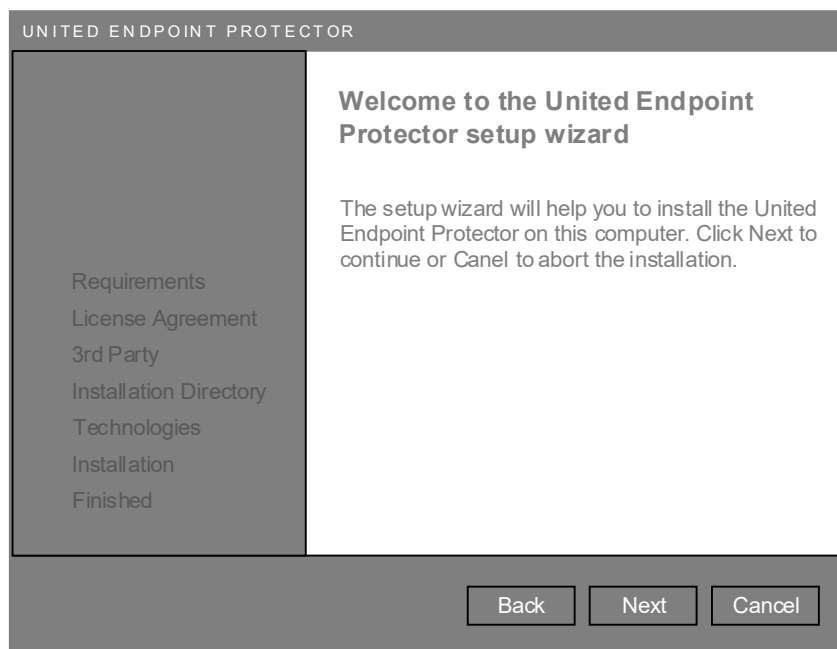 UNITED ENDPOINT PROTECTOR
Welcome to the United Endpoint
Protector setup wizard
The setup wizard will help you to install the United
Endpoint Protector on this computer. Click Next to
continue or Canel to abort the installation.
Requirements
License Agreement
3rd Party
Installation Directory
Technologies
Installation
Finished
Back
Next
Cancel